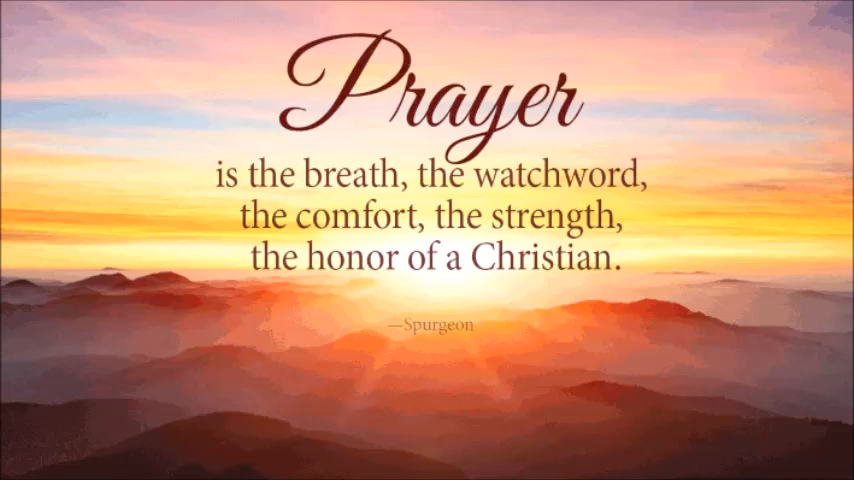 Prayer
is the breath, the watchword,
the comfort, the strength,
the honor of a Christian.
—Spurgeon